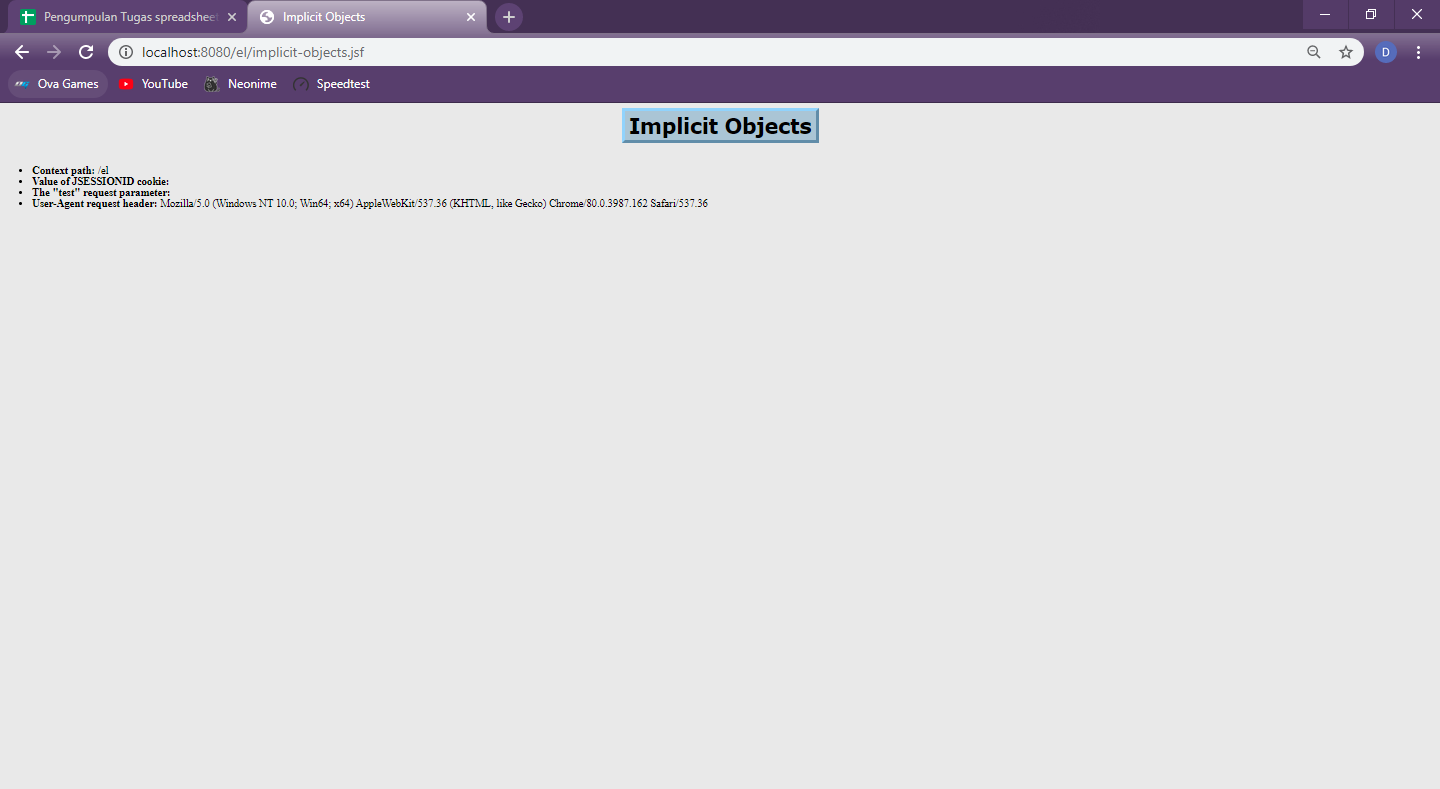 Pengumpulan Tugas spreadsheet
Implicit Objects
localhost:8080/el/implicit-objects.jsf
D
Ova Games
YouTube
Neonime
Speedtest
Implicit Objects
• Context path: /el
• Value of JSESSIONID cookie:
• The "test" request parameter:
• User-Agent request header: Mozilla/5.0 (Windows NT 10.0; Win64; x64) AppleWebKit/537.36 (KHTML, like Gecko) Chrome/80.0.3987.162 Safari/537.36